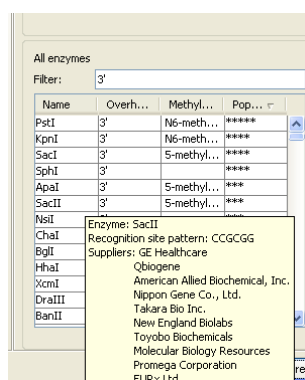 All enzymes
Filter: 3'
Name Overh... Methyl... Pop...
PstI 3' N6-meth... *****
KpnI 3' N6-meth... ****
SacI 3' 5-methyl... ****
SphI 3' ****
ApaI 3' 5-methyl... ***
SacII 3' 5-methyl... ***
NsiI
ChaI
BglI
HhaI
XcmI
DraIII
BanII
Enzyme: SacII
Recognition site pattern: CCGCGG
Suppliers: GE Healthcare
Qbiogene
American Allied Biochemical, Inc.
Nippon Gene Co., Ltd.
Takara Bio Inc.
New England Biolabs
Toyobo Biochemicals
Molecular Biology Resources
Promega Corporation
EURx Ltd.